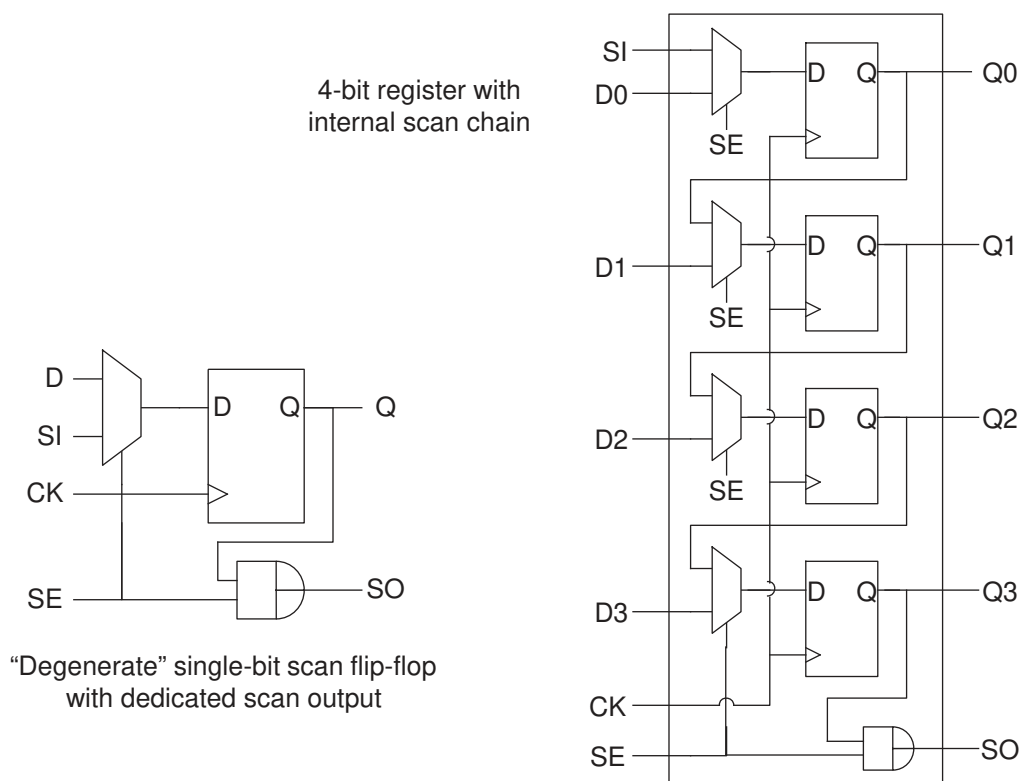 4-bit register with
internal scan chain
SI
D0
D Q
Q0
SE
D1
D Q
Q1
SE
D2
D Q
Q2
SE
D3
D Q
Q3
CK
SE
SO
D
SI
D Q
Q
CK
SE
SO
“Degenerate” single-bit scan flip-flop
with dedicated scan output